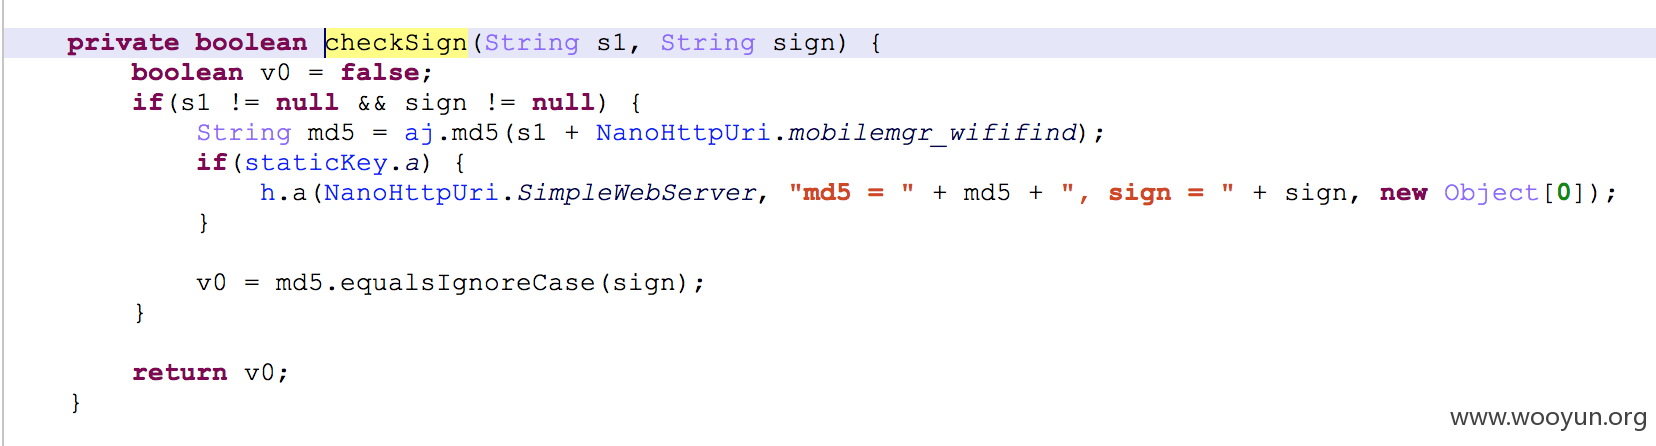 private boolean checkSign(String s1, String sign) {
boolean v0 = false;
if(s1 != null && sign != null) {
String md5 = aj.md5(s1 + NanoHttpUri.mobilemgr_wififind);
if(staticKey.a) {
h.a(NanoHttpUri.SimpleWebServer, "md5 = " + md5 + ", sign = " + sign, new Object[0]);
}
v0 = md5.equalsIgnoreCase(sign);
}
return v0;
}
www.wooyun.org